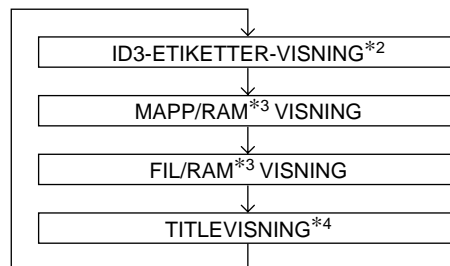 ID3-ETIKETTER-VISNING*2
MAPP/RAM*3 VISNING
FIL/RAM*3 VISNING
TITLEVISNING*4